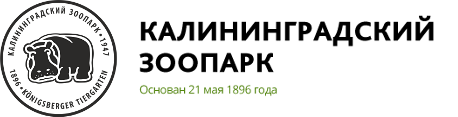 КАЛИНИНГРАДСКИЙ ЗООПАРК • 1947
1896 • KÖNIGSBERGER TIERGARTEN
КАЛИНИНГРАДСКИЙ
ЗООПАРК
Основан 21 мая 1896 года